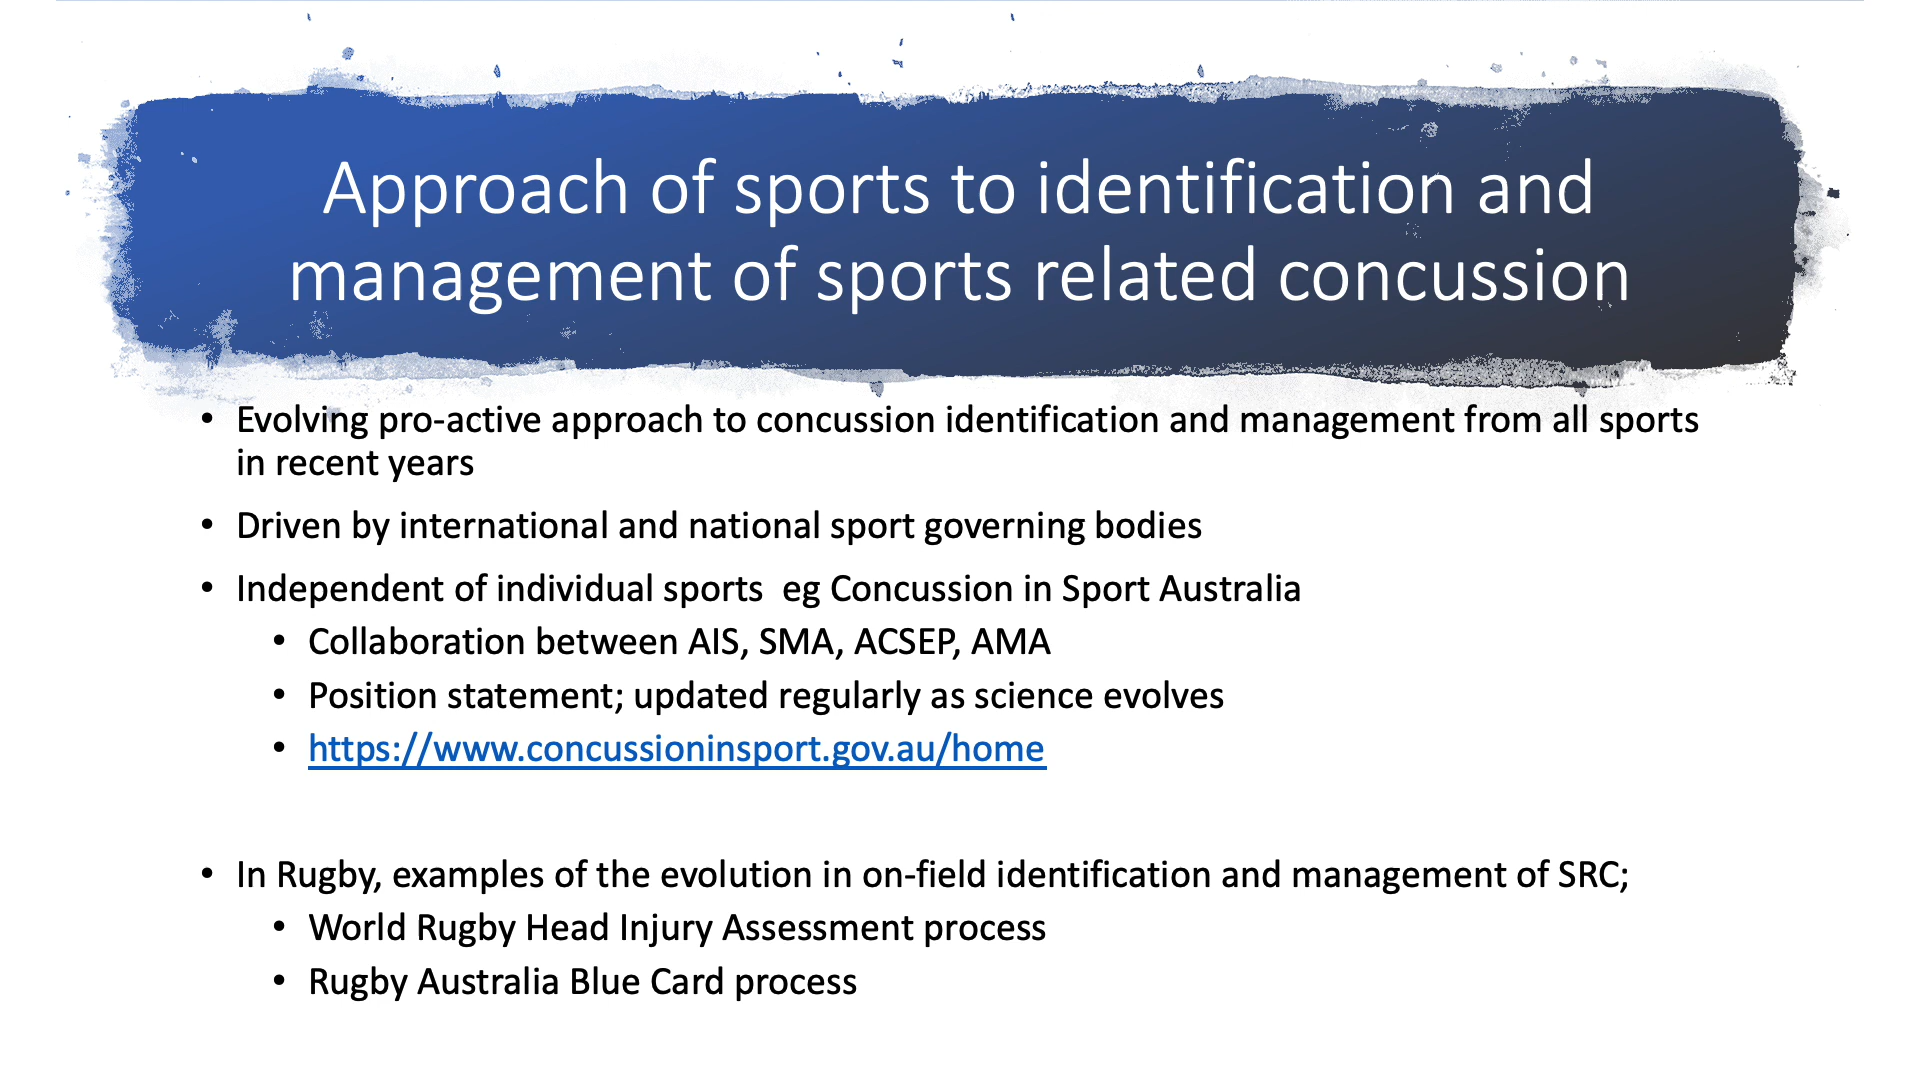 Approach of sports to identification and
management of sports related concussion
• Evolving pro-active approach to concussion identification and management from all sports
in recent years
• Driven by international and national sport governing bodies
• Independent of individual sports  eg Concussion in Sport Australia
• Collaboration between AIS, SMA, ACSEP, AMA
• Position statement; updated regularly as science evolves
• https://www.concussioninsport.gov.au/home
• In Rugby, examples of the evolution in on-field identification and management of SRC;
• World Rugby Head Injury Assessment process
• Rugby Australia Blue Card process